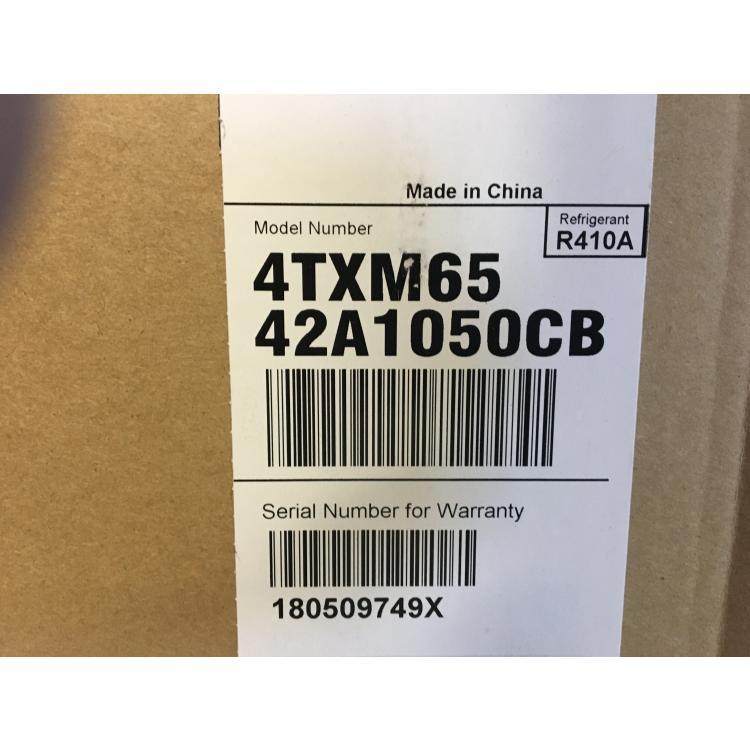 Made in China
Model Number
Refrigerant
R410A
4TXM65
42A1050CB
Serial Number for Warranty
180509749X